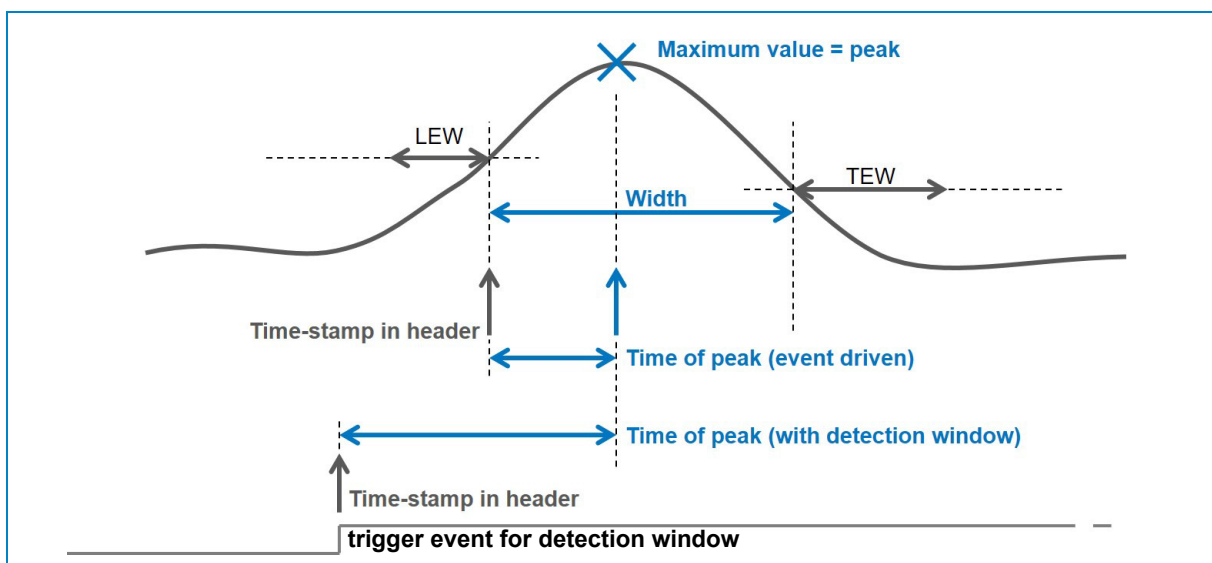 Maximum value = peak
LEW
TEW
Width
Time-stamp in header
Time of peak (event driven)
Time of peak (with detection window)
Time-stamp in header
trigger event for detection window